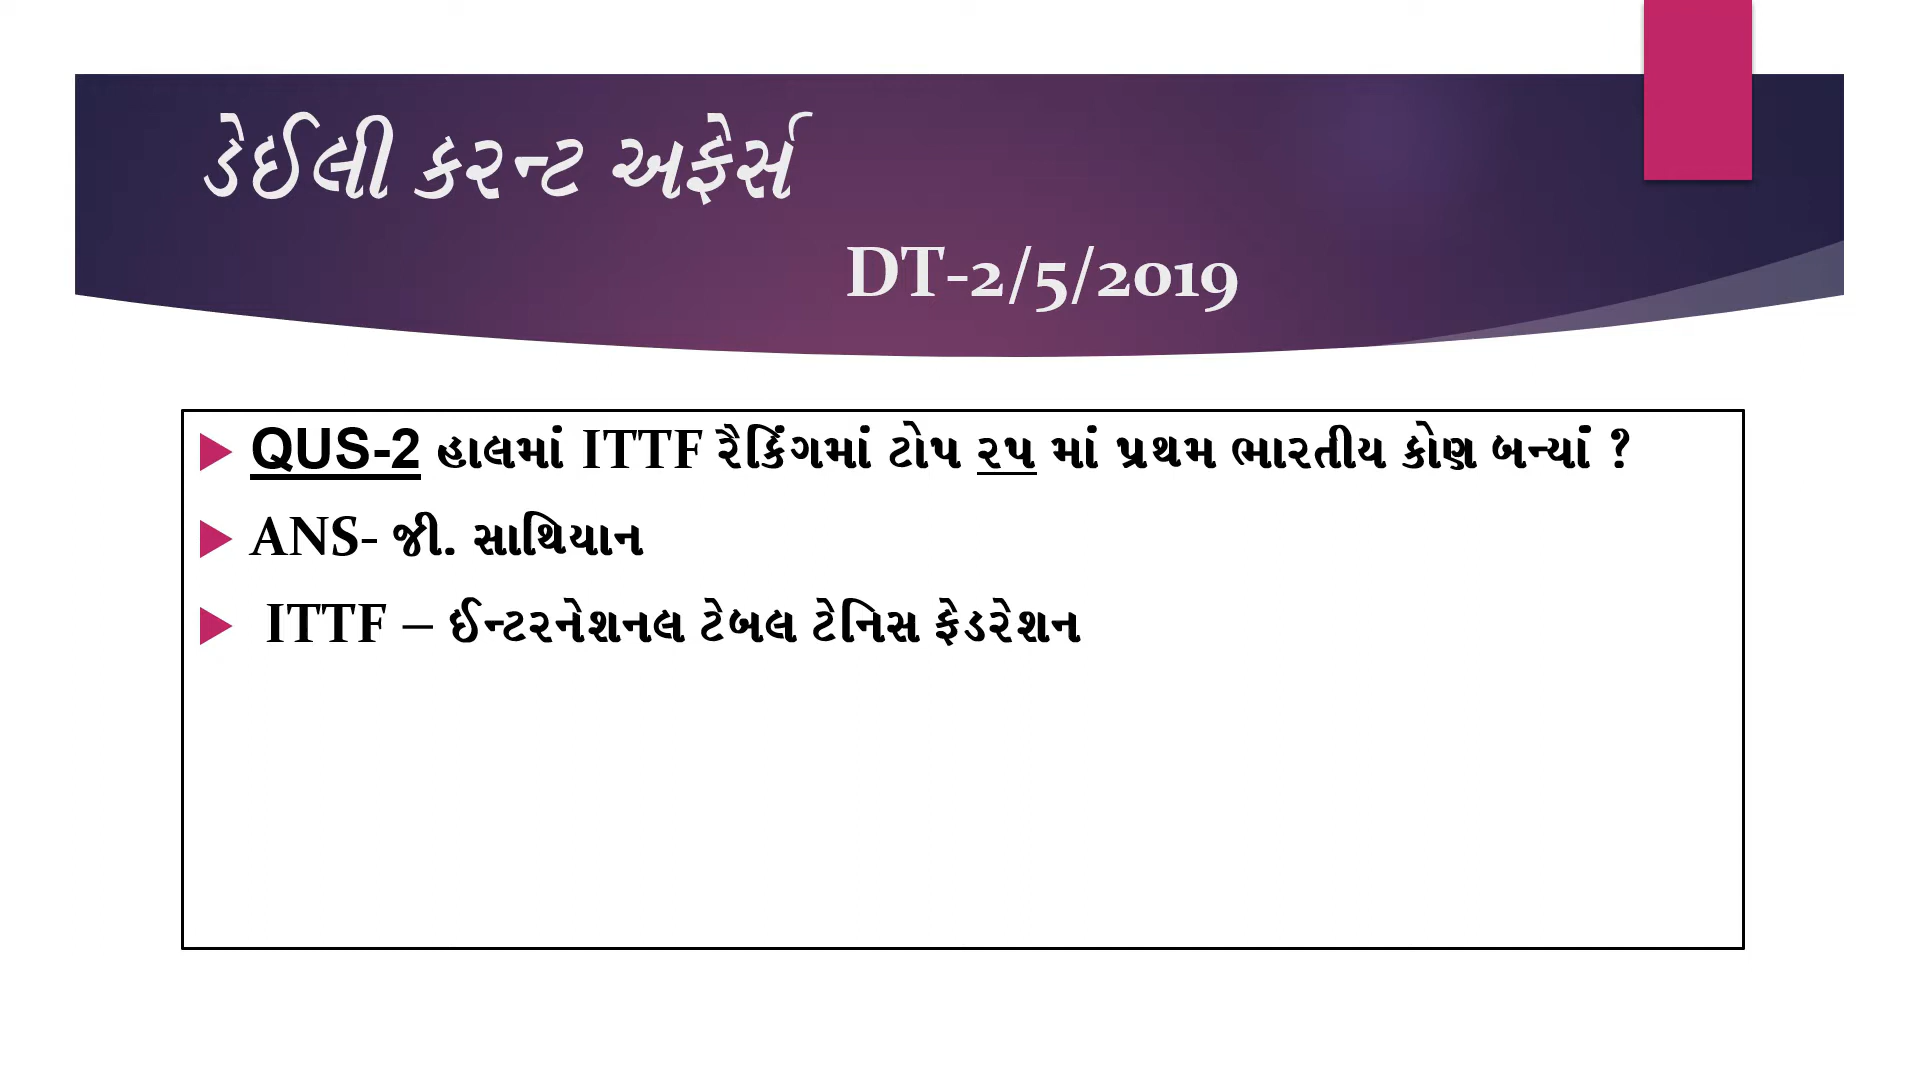 ડેઈલી કરન્ટ અફેર્સ
DT-2/5/2019
QUS-2 હાલમાં ITTF રૈંકિંગમાં ટોપ ૨૫ માં પ્રથમ ભારતીય કોણ બન્યાં ?
ANS- જી. સાથિયાન
ITTF – ઈન્ટરનેશનલ ટેબલ ટેનિસ ફેડરેશન